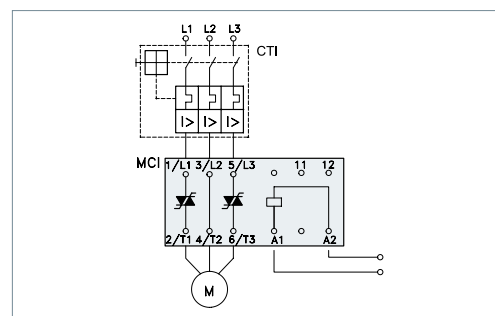 L1 L2 L3
CTI
I> I> I>
MCI
1/L1 3/L2 5/L3 11 12
2/T1 4/T2 6/T3 A1 A2
M